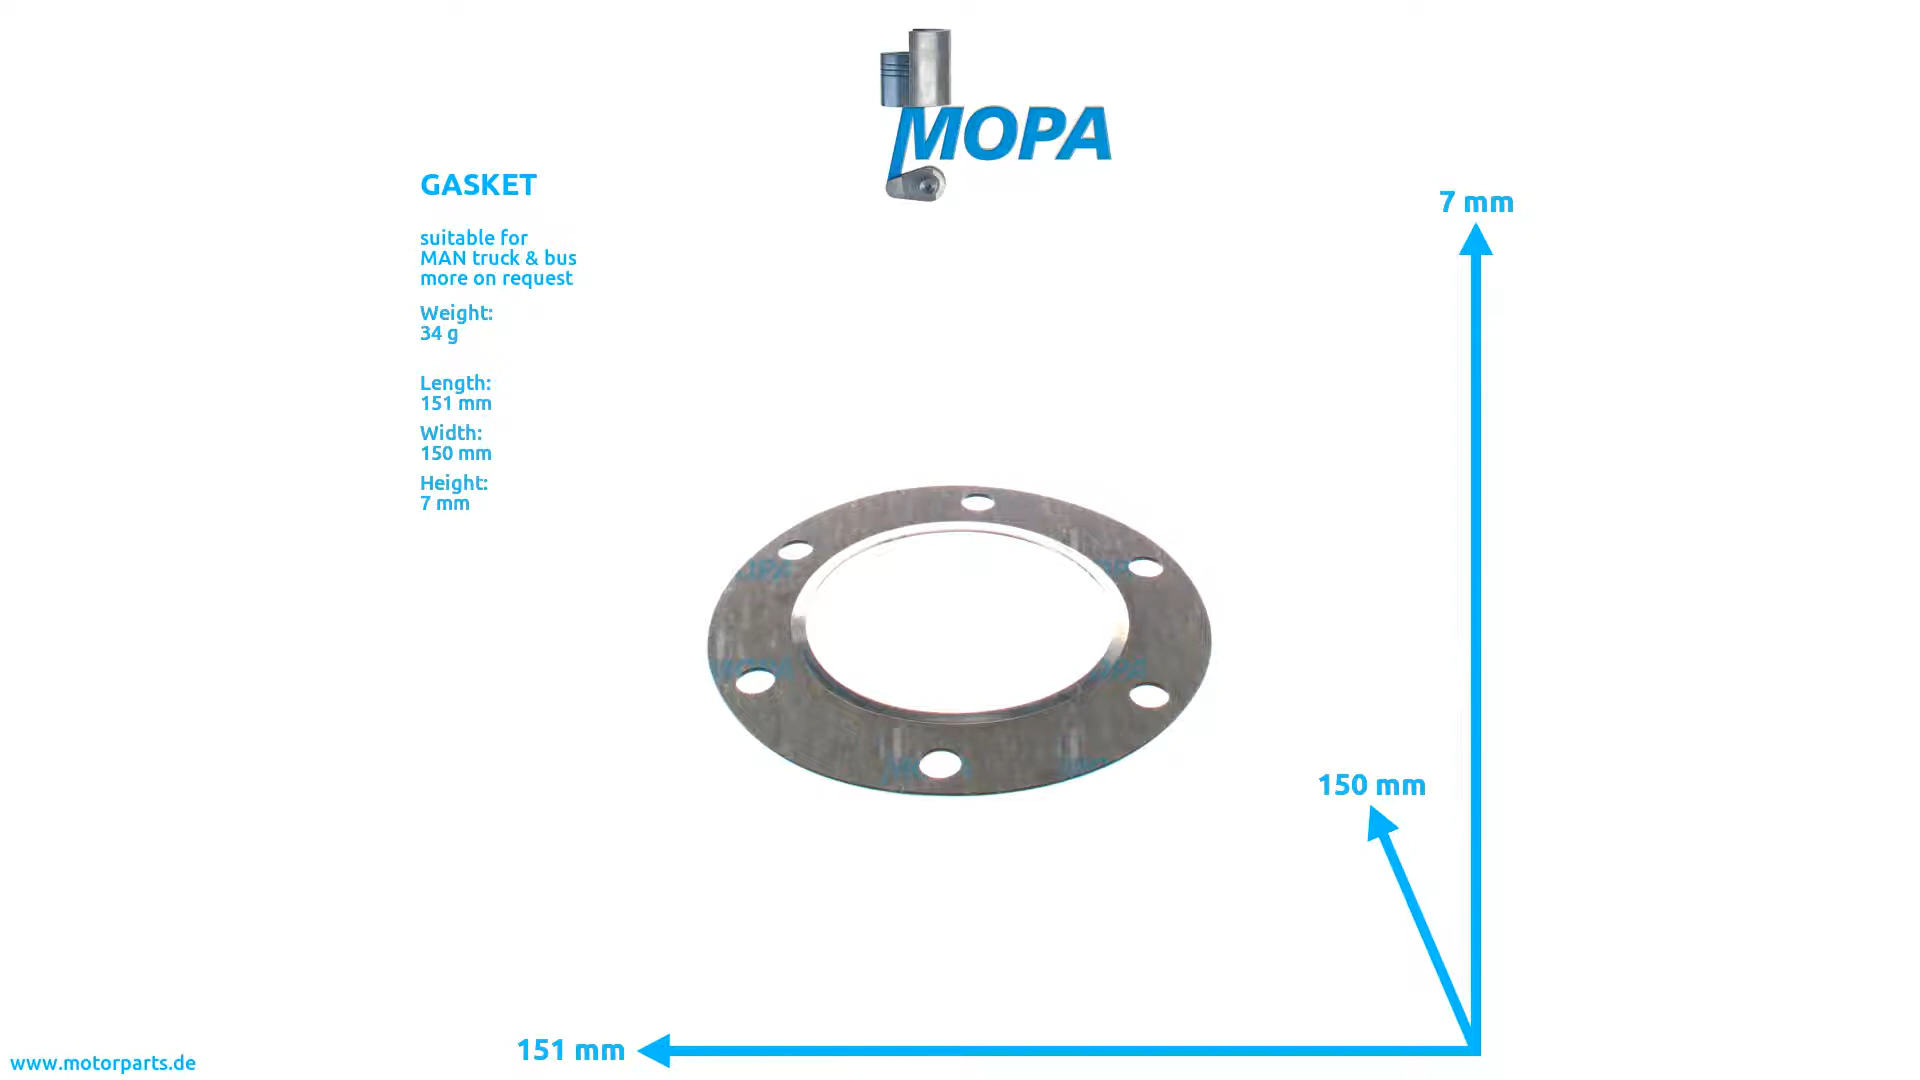 MOPA
GASKET
suitable for
MAN truck & bus
more on request
Weight:
34 g
Length:
151 mm
Width:
150 mm
Height:
7 mm
7 mm
150 mm
151 mm
www.motorparts.de
MOPA